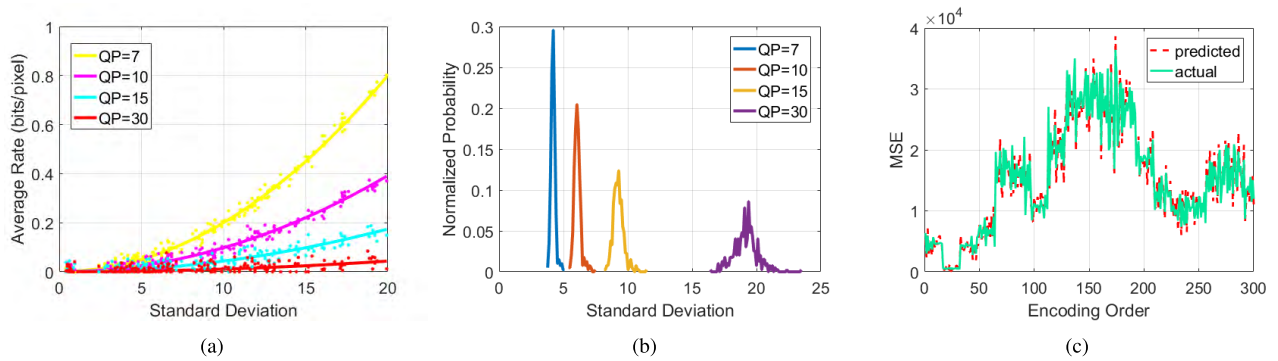 1
0.8
0.6
0.4
0.2
0
Average Rate (bits/pixel)
QP=7
QP=10
QP=15
QP=30
0 5 10 15 20
Standard Deviation
(a)
0.3
0.25
0.2
0.15
0.1
0.05
0
Normalized Probability
QP=7
QP=10
QP=15
QP=30
0 5 10 15 20 25
Standard Deviation
(b)
×10⁴
4
3
2
1
0
MSE
predicted
actual
0 50 100 150 200 250 300
Encoding Order
(c)